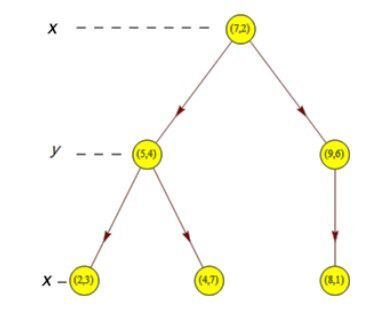 x (7,2)
y (5,4) (9,6)
x (2,3) (4,7) (8,1)